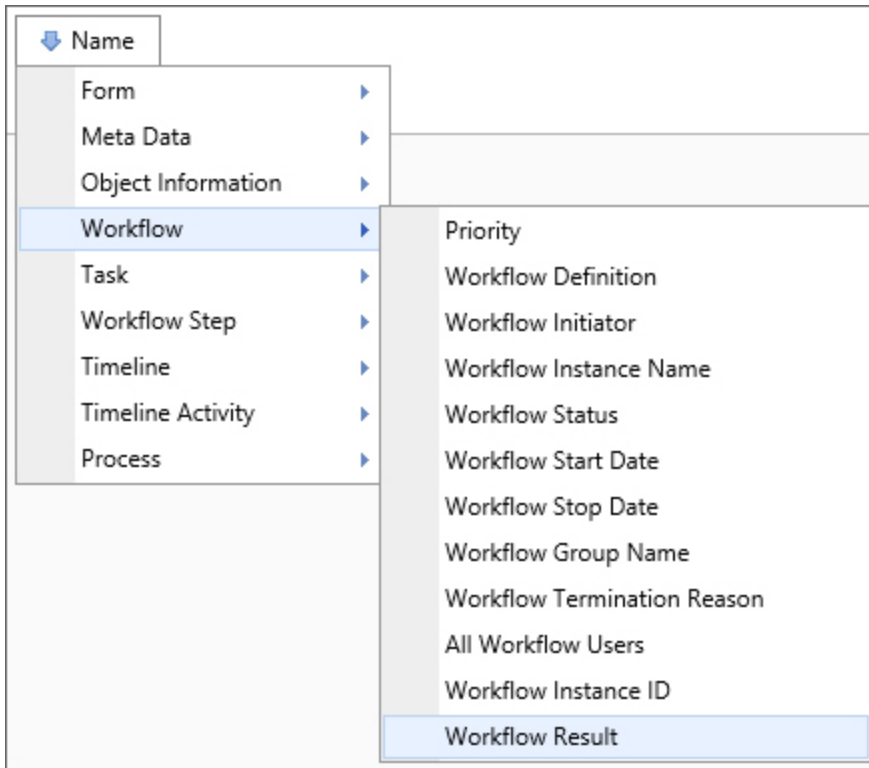 Name
Form
Meta Data
Object Information
Workflow
Task
Workflow Step
Timeline
Timeline Activity
Process
Priority
Workflow Definition
Workflow Initiator
Workflow Instance Name
Workflow Status
Workflow Start Date
Workflow Stop Date
Workflow Group Name
Workflow Termination Reason
All Workflow Users
Workflow Instance ID
Workflow Result